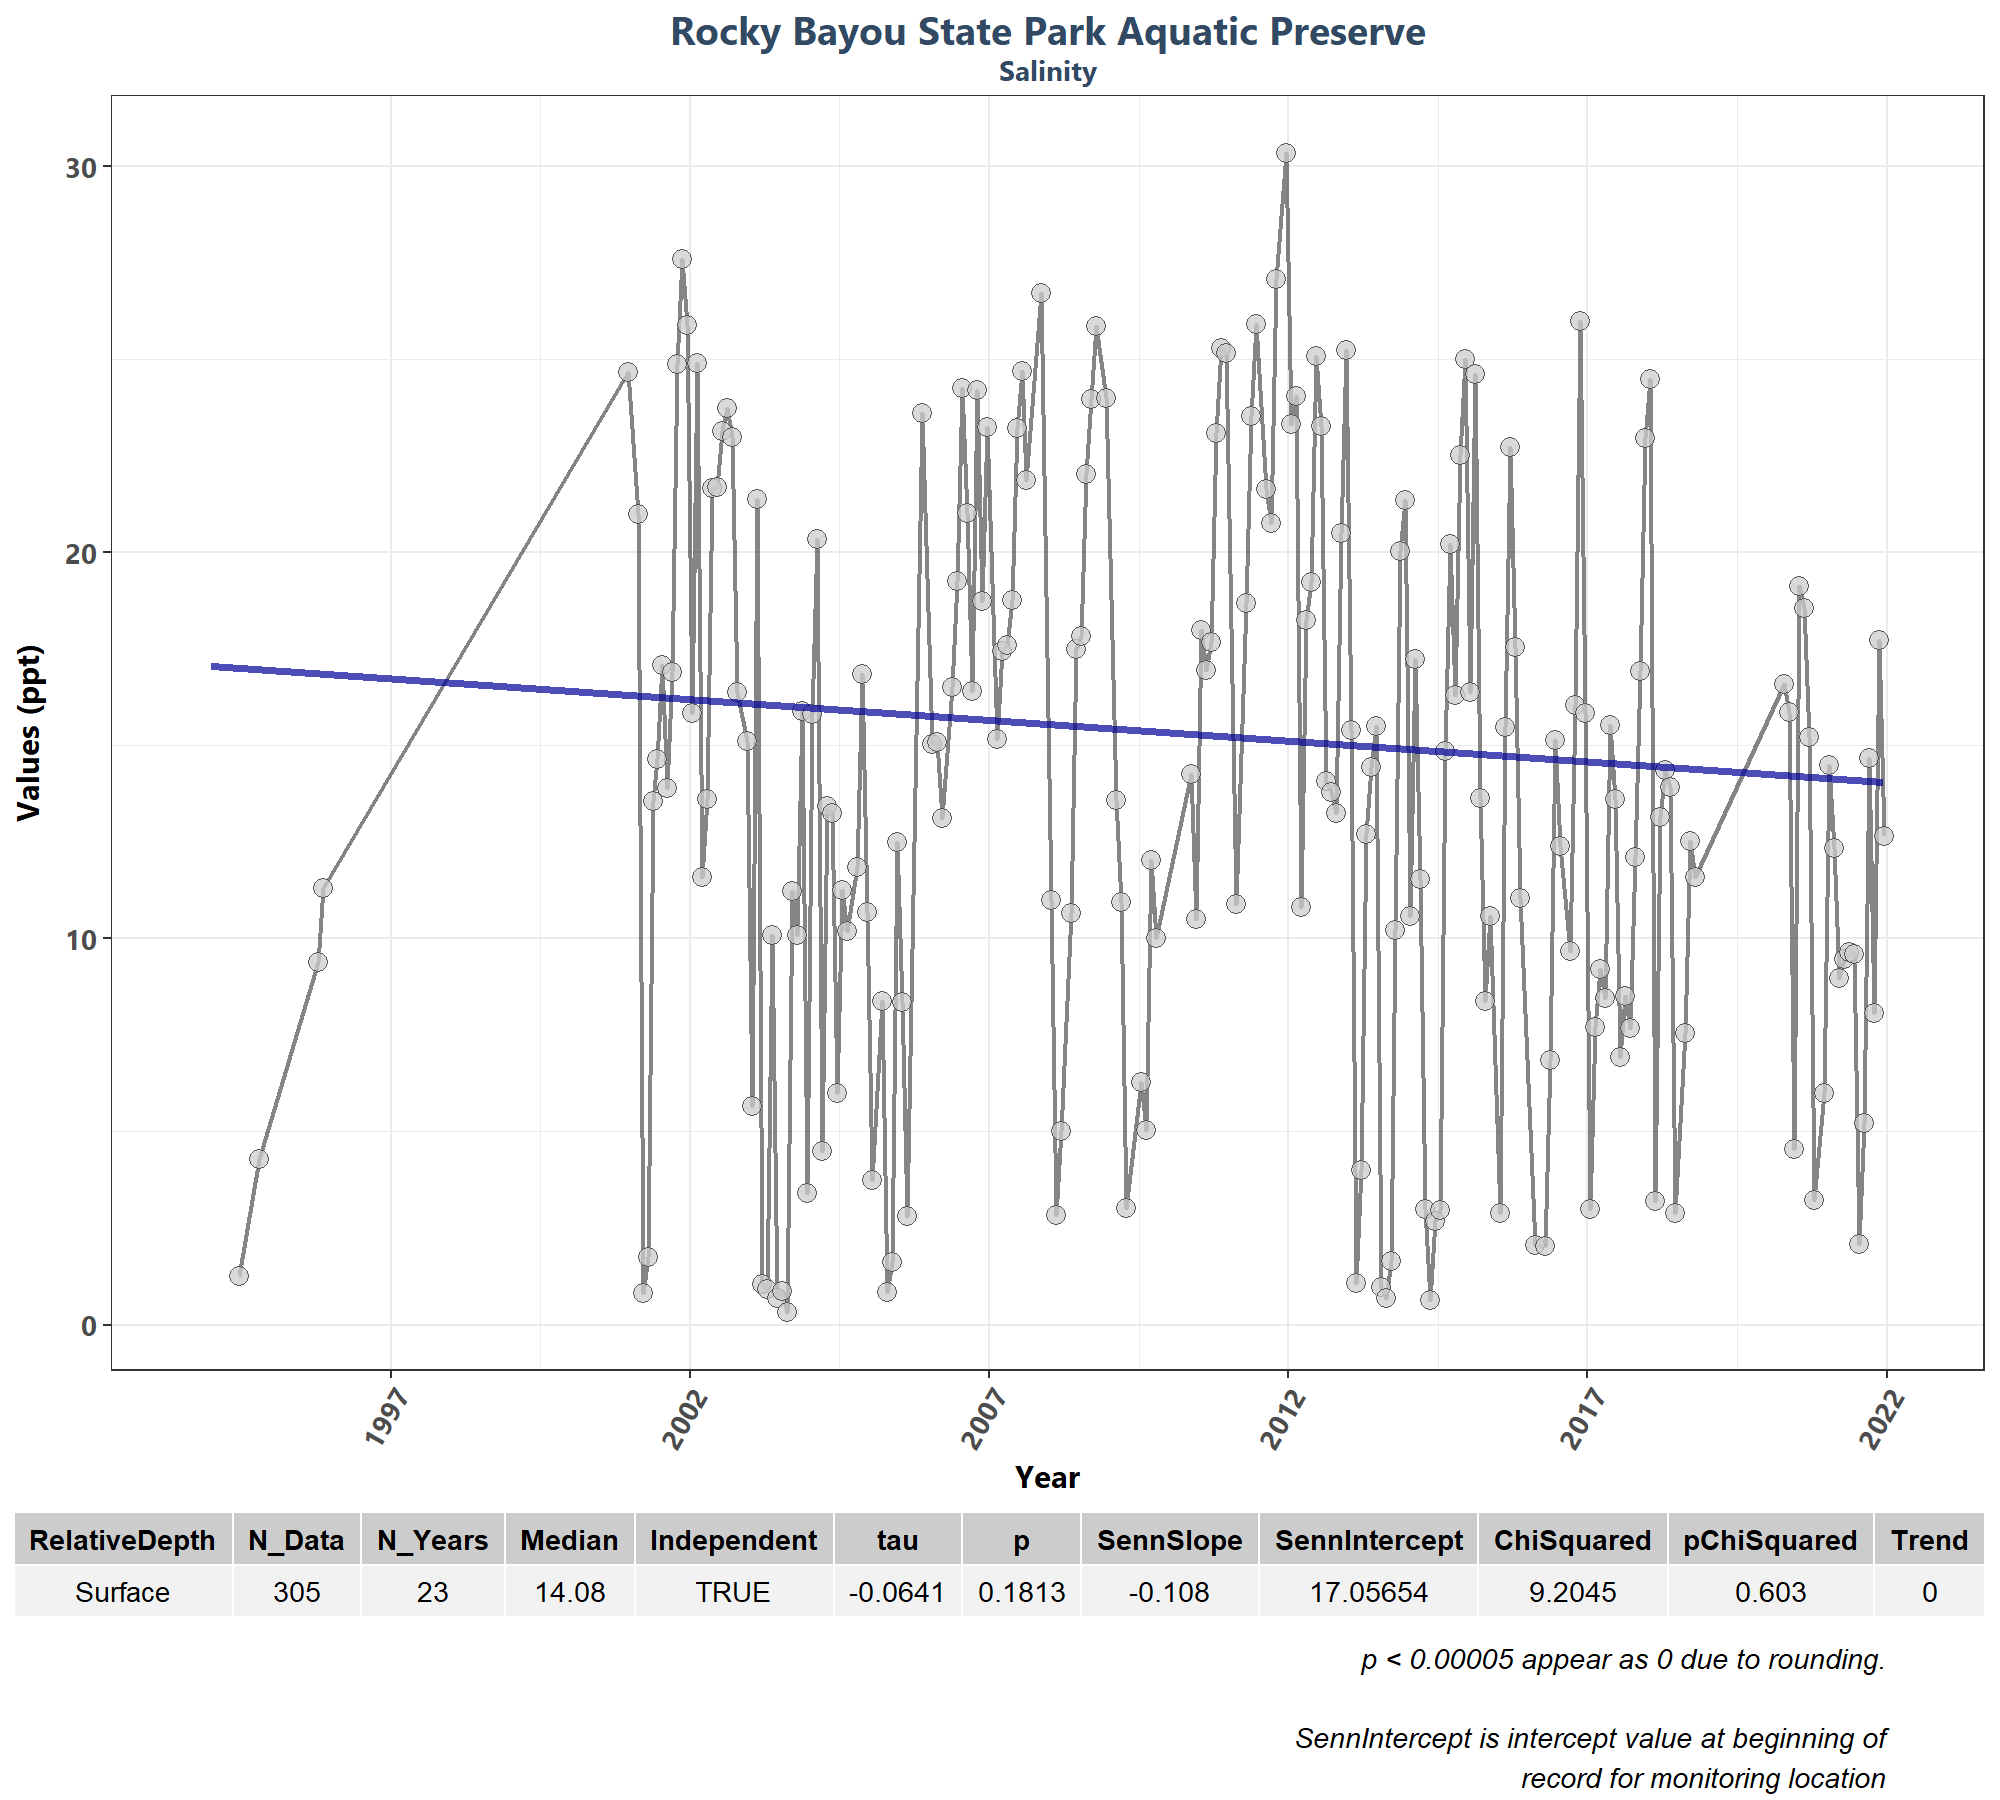 Rocky Bayou State Park Aquatic Preserve
Salinity
Values (ppt)
30
20
10
0
1997
2002
2007
2012
2017
2022
Year
RelativeDepth N_Data N_Years Median Independent tau p SennSlope SennIntercept ChiSquared pChiSquared Trend
Surface 305 23 14.08 TRUE -0.0641 0.1813 -0.108 17.05654 9.2045 0.603 0
p < 0.00005 appear as 0 due to rounding.
SennIntercept is intercept value at beginning of
record for monitoring location